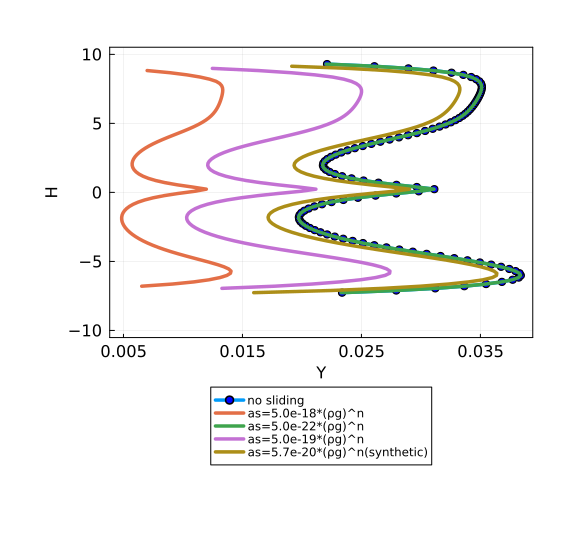 10
5
0
−5
−10
H
0.005 0.015 0.025 0.035
Y
no sliding
as=5.0e-18*(ρg)^n
as=5.0e-22*(ρg)^n
as=5.0e-19*(ρg)^n
as=5.7e-20*(ρg)^n(synthetic)